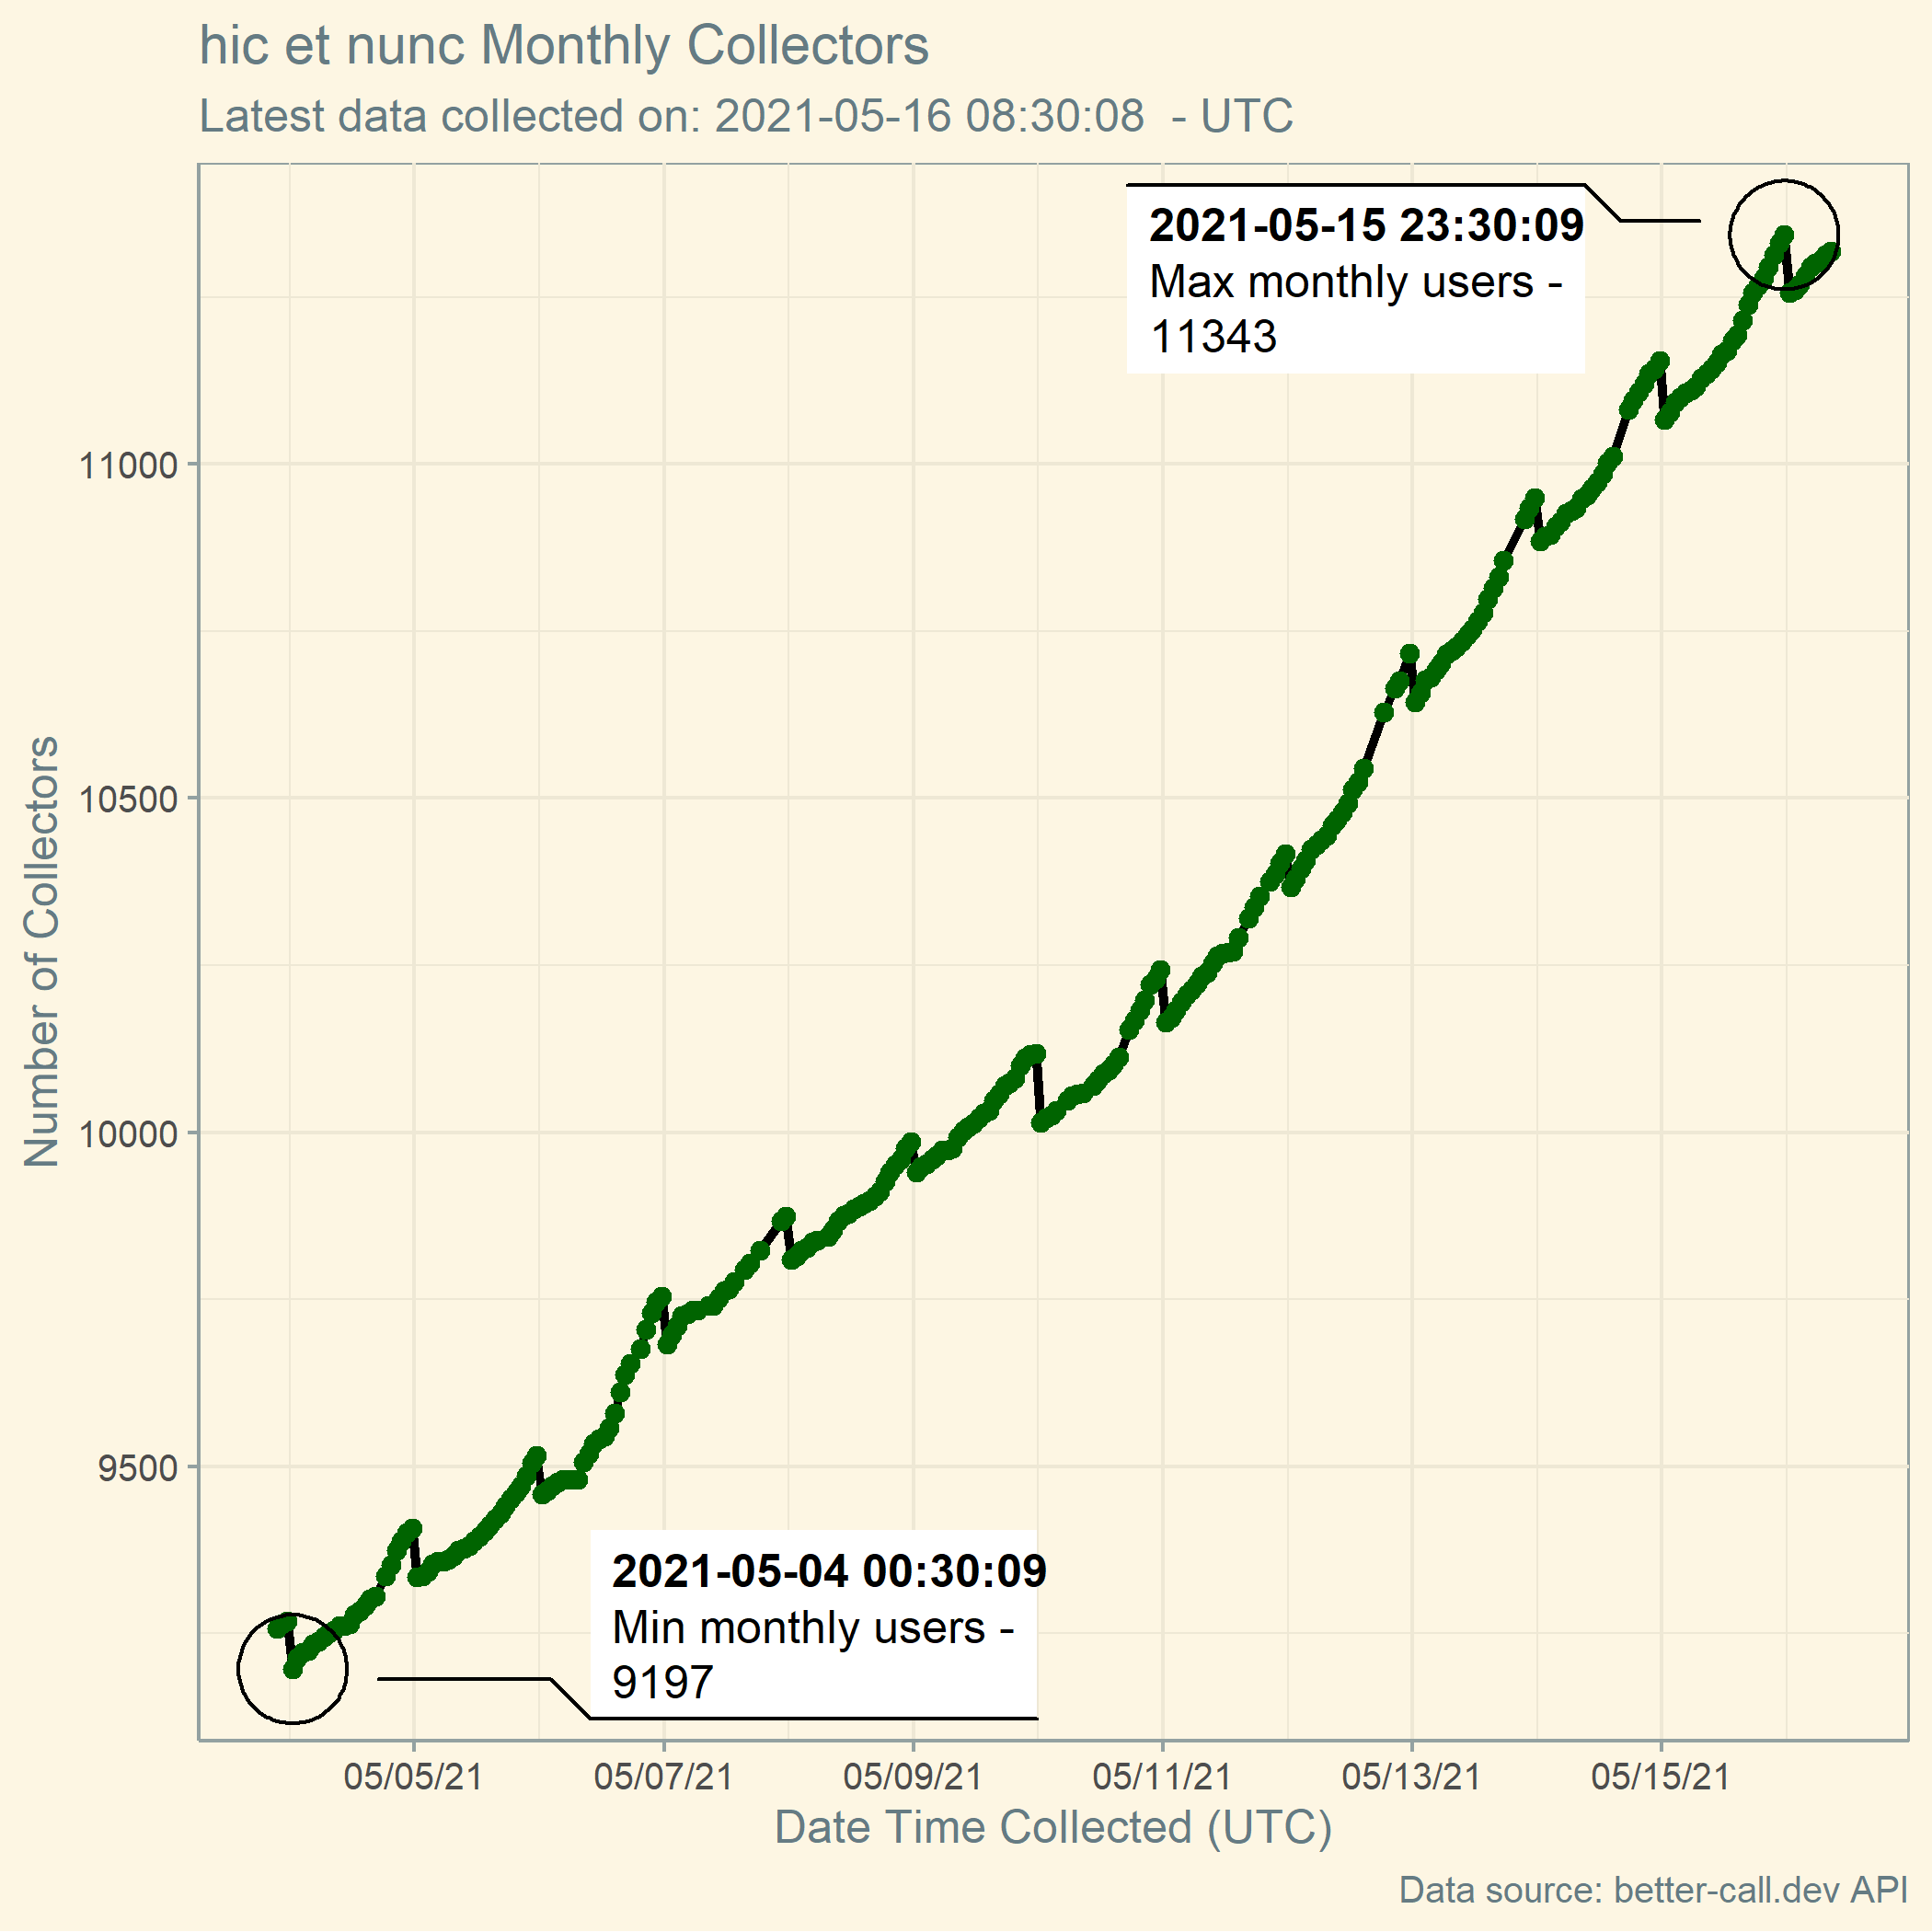 hic et nunc Monthly Collectors
Latest data collected on: 2021-05-16 08:30:08  - UTC
2021-05-15 23:30:09
Max monthly users -
11343
11000
10500
10000
9500
Number of Collectors
2021-05-04 00:30:09
Min monthly users -
9197
05/05/21 05/07/21 05/09/21 05/11/21 05/13/21 05/15/21
Date Time Collected (UTC)
Data source: better-call.dev API